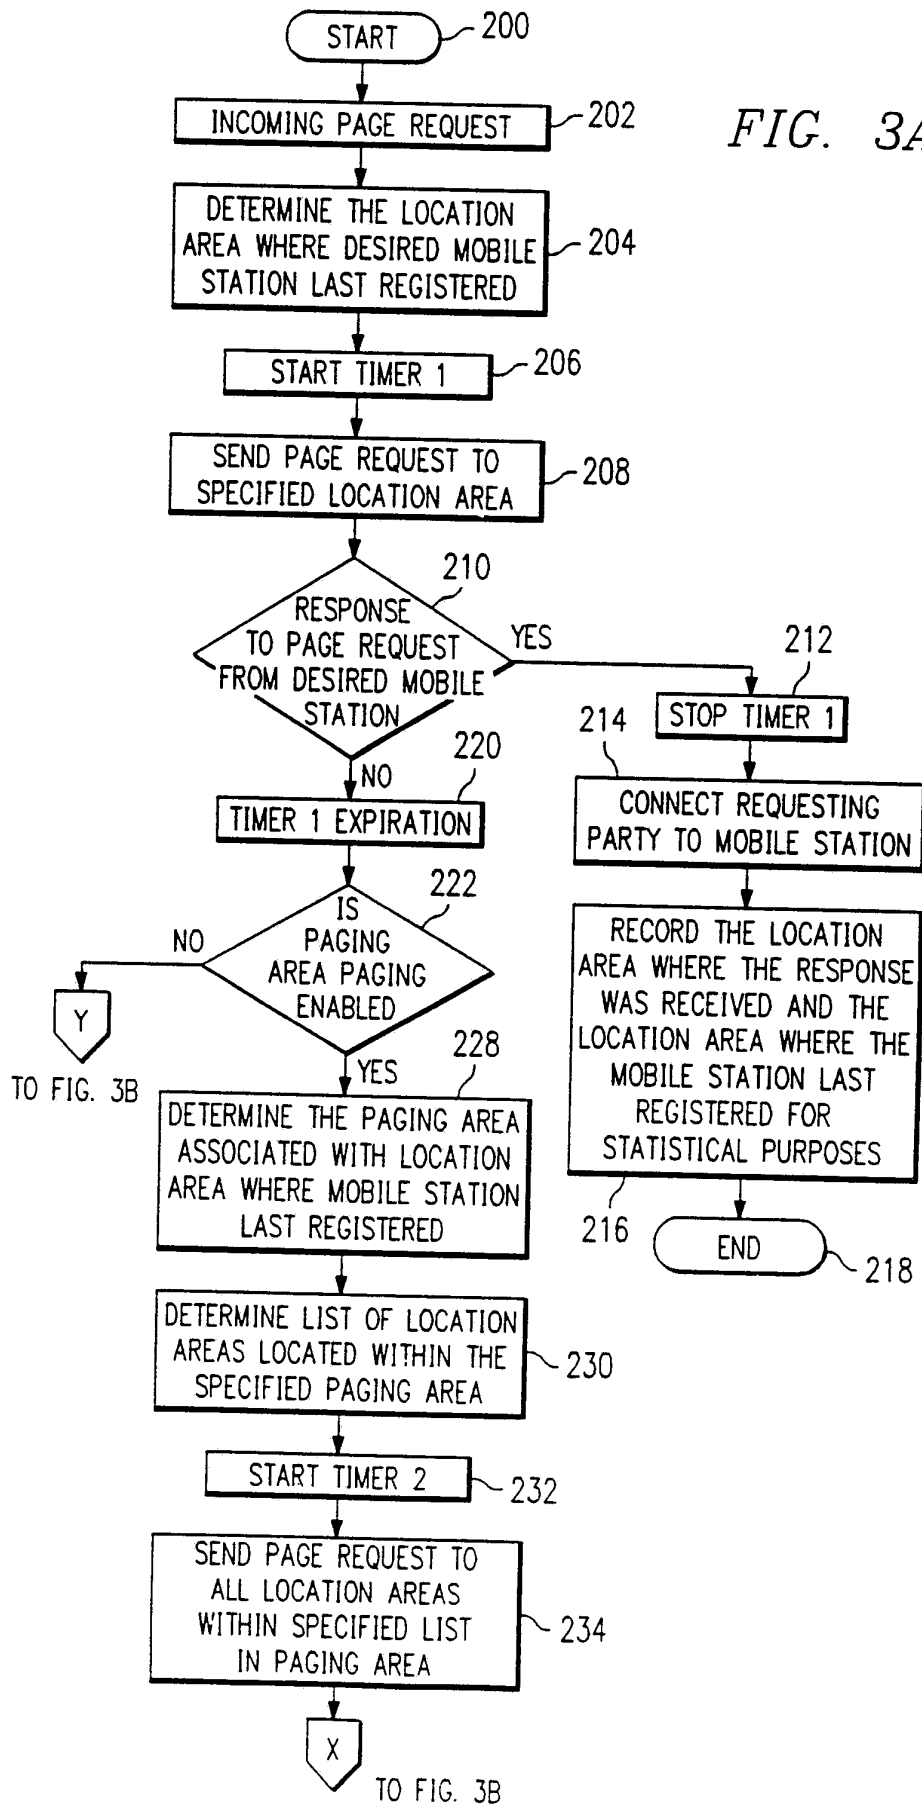 START
200
INCOMING PAGE REQUEST
202
FIG. 3A
DETERMINE THE LOCATION
AREA WHERE DESIRED MOBILE
STATION LAST REGISTERED
204
START TIMER 1
206
SEND PAGE REQUEST TO
SPECIFIED LOCATION AREA
208
210
RESPONSE
TO PAGE REQUEST
FROM DESIRED MOBILE
STATION
YES
212
STOP TIMER 1
214
CONNECT REQUESTING
PARTY TO MOBILE STATION
RECORD THE LOCATION
AREA WHERE THE RESPONSE
WAS RECEIVED AND THE
LOCATION AREA WHERE THE
MOBILE STATION LAST
REGISTERED FOR
STATISTICAL PURPOSES
216
END
218
NO
220
TIMER 1 EXPIRATION
222
IS
PAGING
AREA PAGING
ENABLED
NO
Y
TO FIG. 3B
YES
228
DETERMINE THE PAGING AREA
ASSOCIATED WITH LOCATION
AREA WHERE MOBILE STATION
LAST REGISTERED
DETERMINE LIST OF LOCATION
AREAS LOCATED WITHIN THE
SPECIFIED PAGING AREA
230
START TIMER 2
232
SEND PAGE REQUEST TO
ALL LOCATION AREAS
WITHIN SPECIFIED LIST
IN PAGING AREA
234
X
TO FIG. 3B